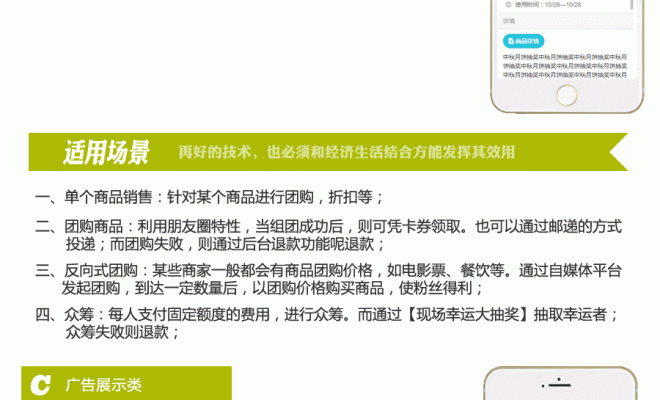 使用时间：10/28—10/28
详情
商品详情
中秋月饼抽奖中秋月饼抽奖中秋月饼抽奖中秋月
饼抽奖中秋月饼抽奖中秋月饼抽奖中秋月饼抽奖
中秋月饼抽奖中秋月饼抽奖中秋月饼抽奖中秋月
适用场景 再好的技术，也必须和经济生活结合方能发挥其效用
一、单个商品销售：针对某个商品进行团购，折扣等；
二、团购商品：利用朋友圈特性，当组团成功后，则可凭卡券领取。也可以通过邮递的方式
投递；而团购失败，则通过后台退款功能呢退款；
三、反向式团购：某些商家一般都会有商品团购价格，如电影票、餐饮等。通过自媒体平台
发起团购，到达一定数量后，以团购价格购买商品，使粉丝得利；
四、众筹：每人支付固定额度的费用，进行众筹。而通过【现场幸运大抽奖】抽取幸运者；
众筹失败则退款；
C 广告展示类